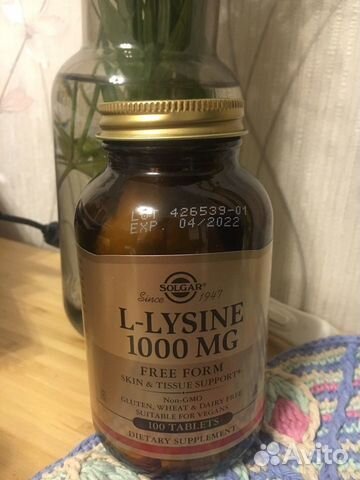 LOT 426539-01
EXP. 04/2022
SOLGAR
Since 1947
L-LYSINE
1000 MG
FREE FORM
SKIN & TISSUE SUPPORT*
NON-GMO
GLUTEN, WHEAT & DAIRY FREE
SUITABLE FOR VEGANS
100 TABLETS
DIETARY SUPPLEMENT
Avito